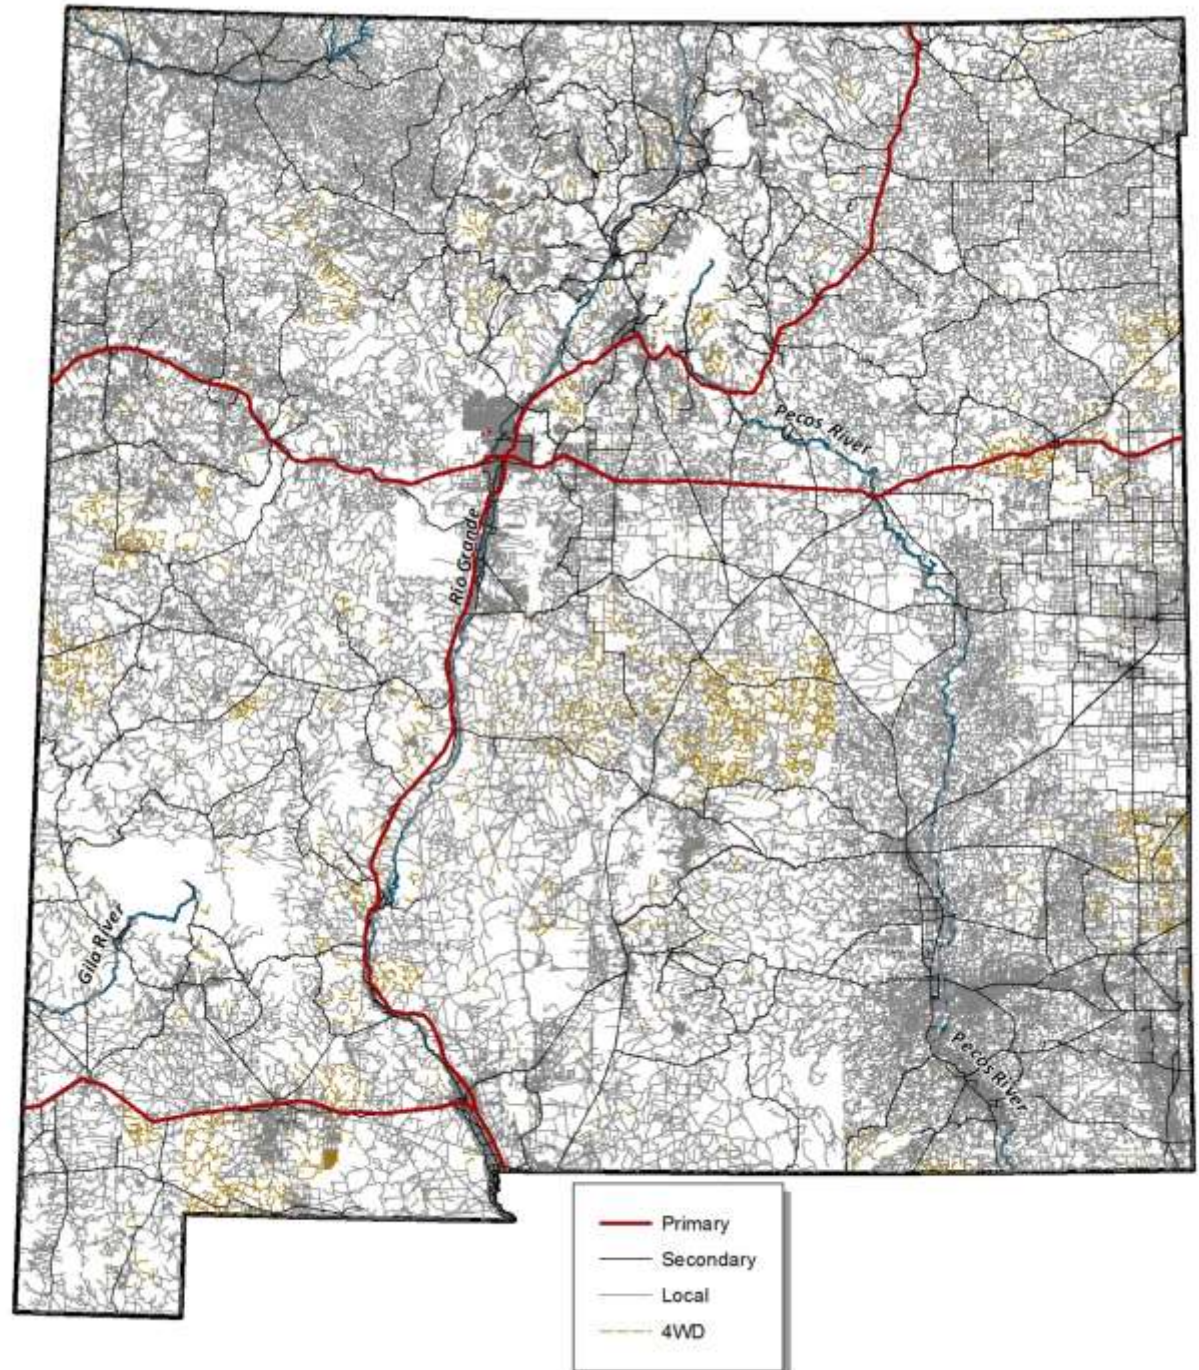 Pecos River
Rio Grande
Gila River
Pecos River
Primary
Secondary
Local
4WD